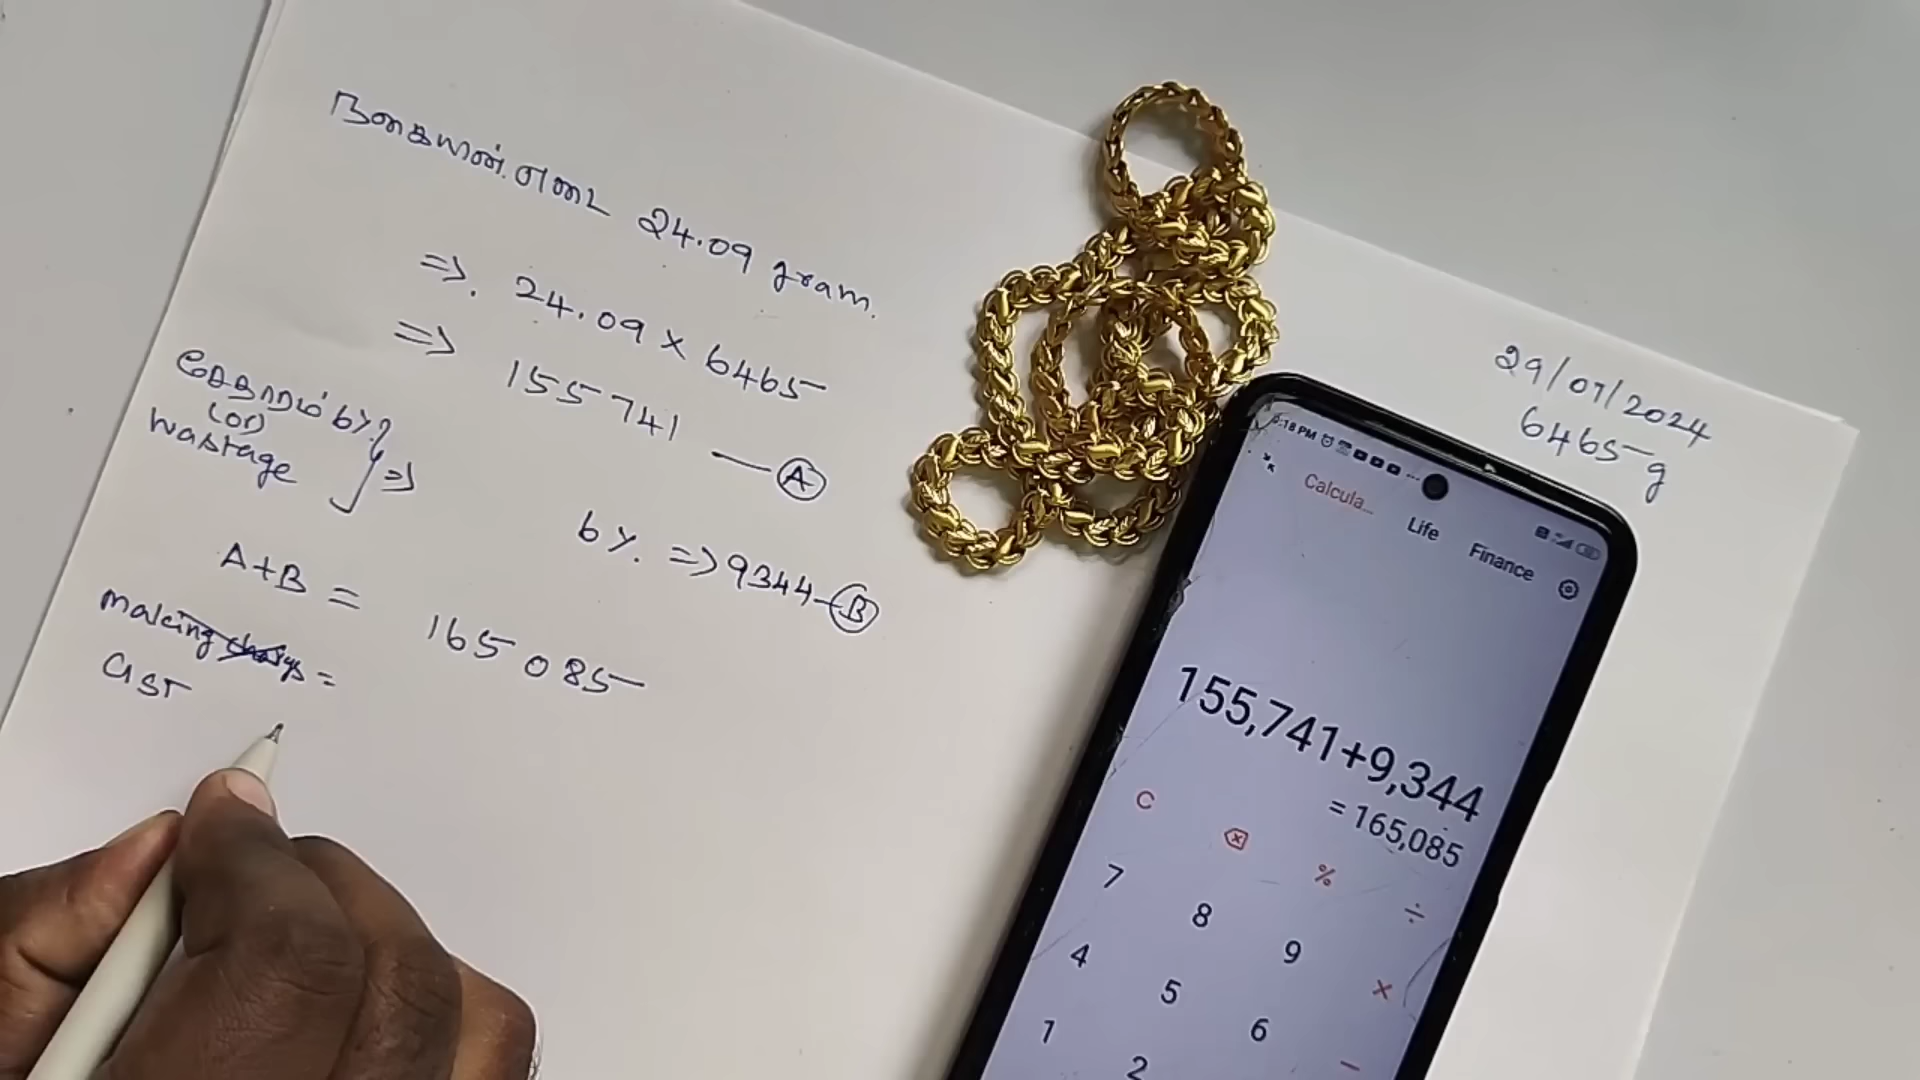 நகையின் எடை 24.09 gram.
=>. 24.09 x 6465
=> 155741 — A
சேதாரம் 6%
(or)
wastage
=>
6%. => 9344 - B
A+B = 165085
making charges =
GST
29/07/2024
6465 g
:18 PM
Calcula...
Life
Finance
155,741+9,344
= 165,085
C
%
÷
7
8
9
×
4
5
6
−
1
2